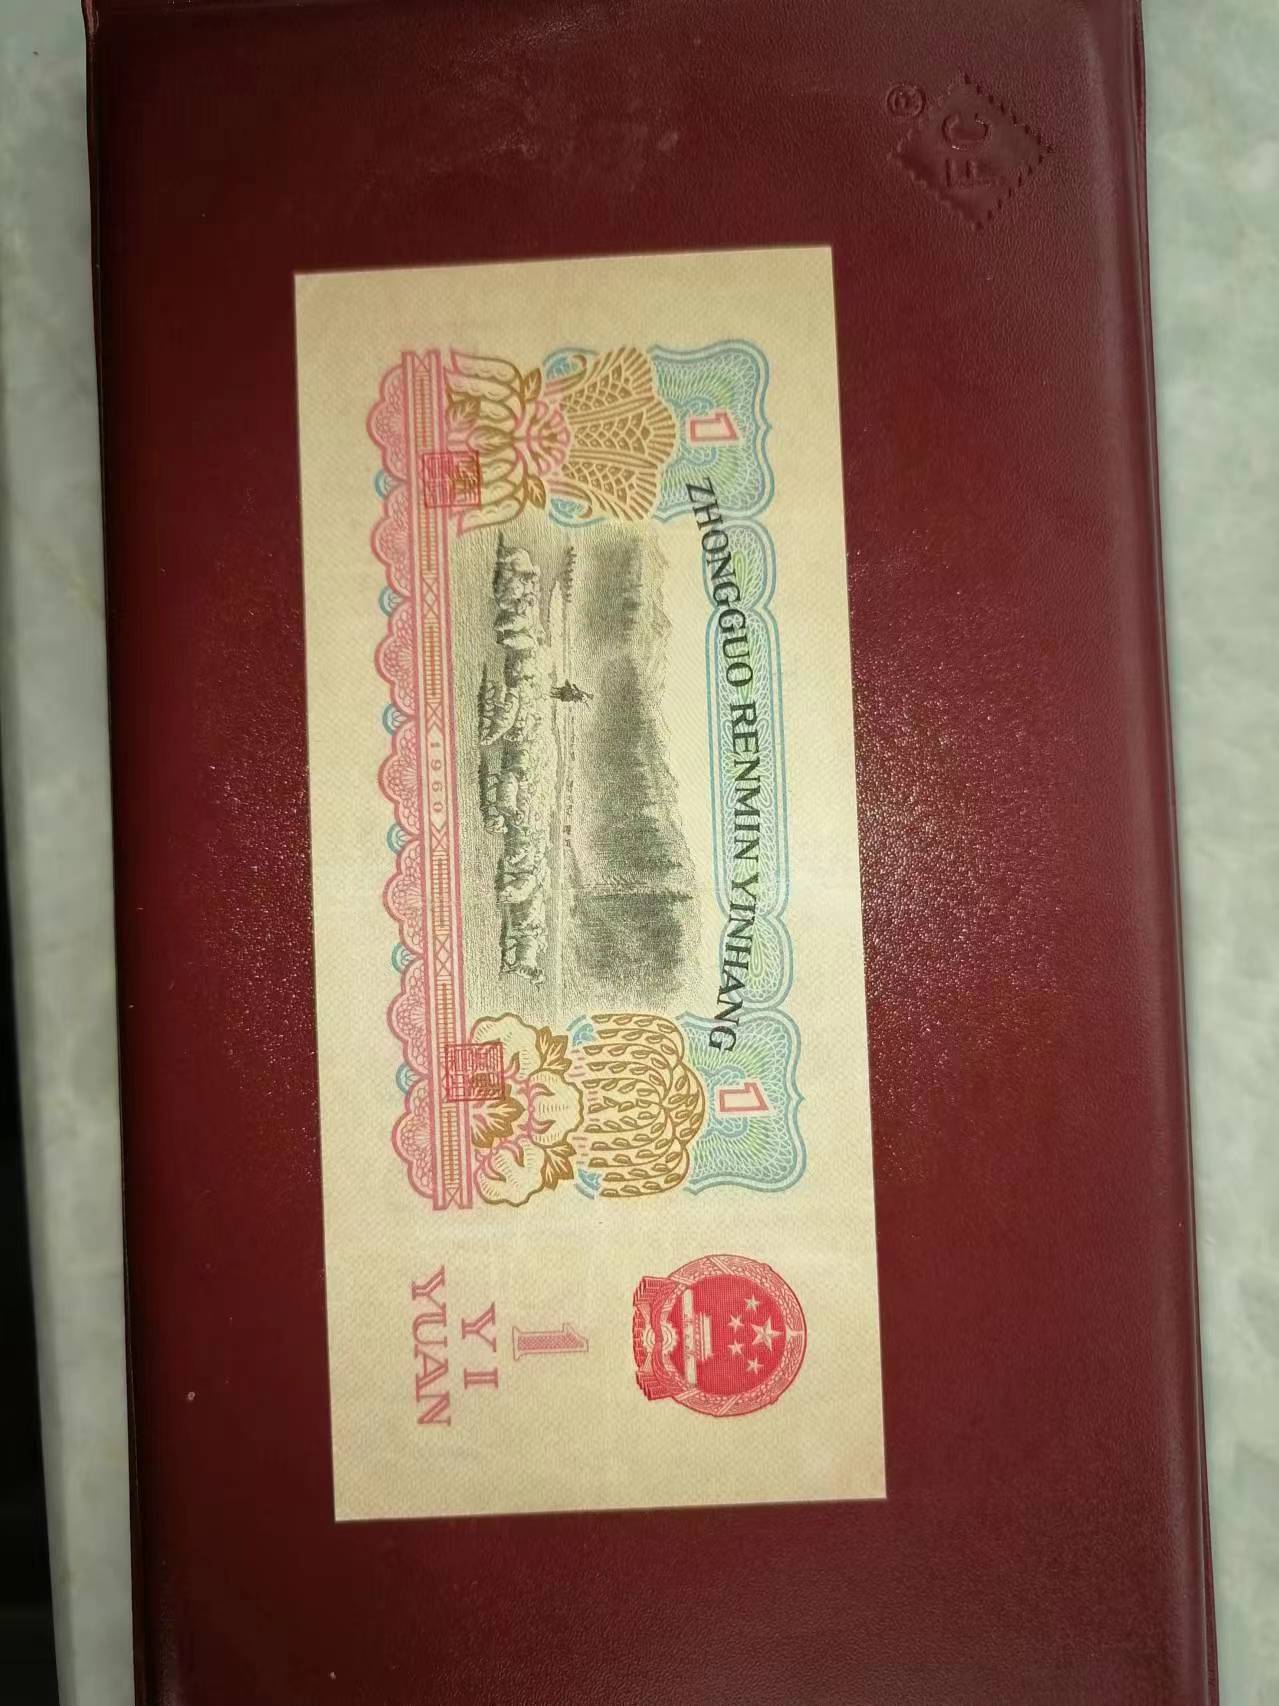 FC®
ZHONGGUO RENMIN YINHANG
1
1
1960
1
YI
YUAN